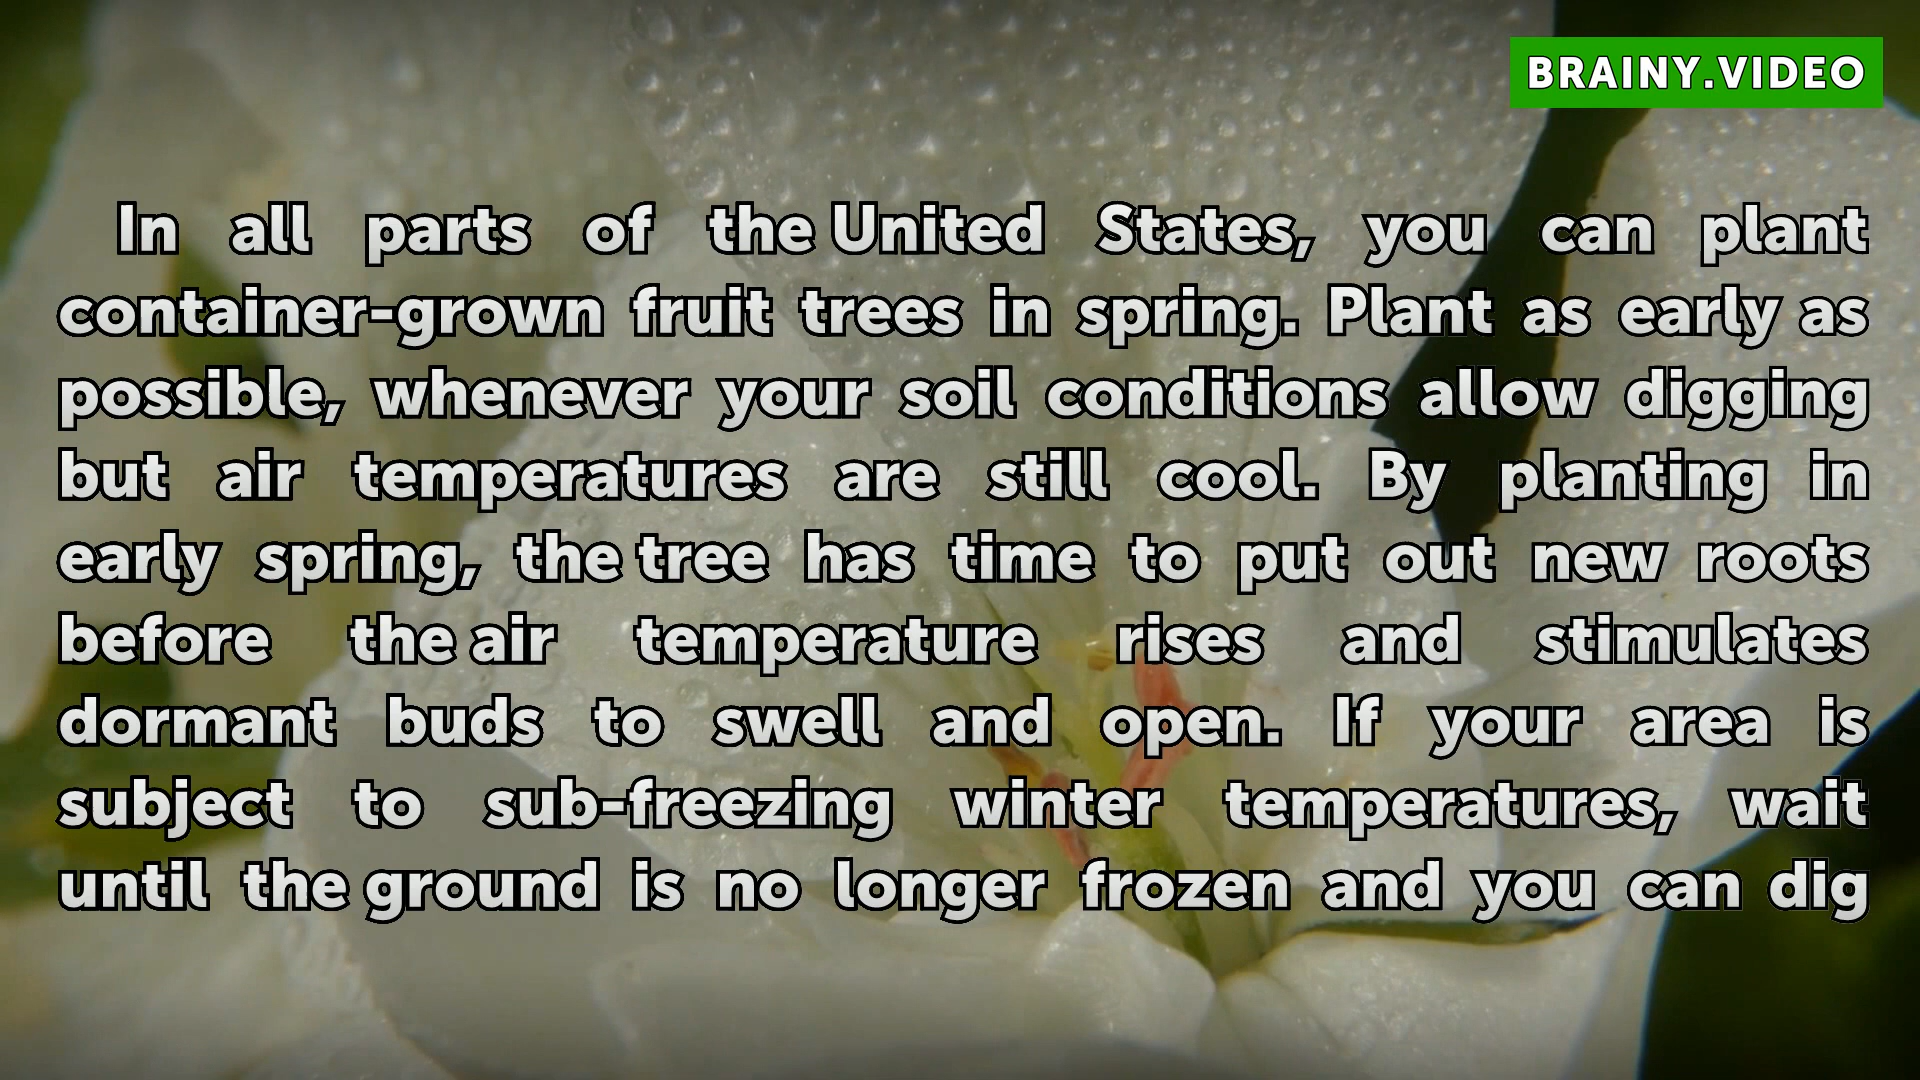 BRAINY.VIDEO
In all parts of the United States, you can plant
container-grown fruit trees in spring. Plant as early as
possible, whenever your soil conditions allow digging
but air temperatures are still cool. By planting in
early spring, the tree has time to put out new roots
before the air temperature rises and stimulates
dormant buds to swell and open. If your area is
subject to sub-freezing winter temperatures, wait
until the ground is no longer frozen and you can dig